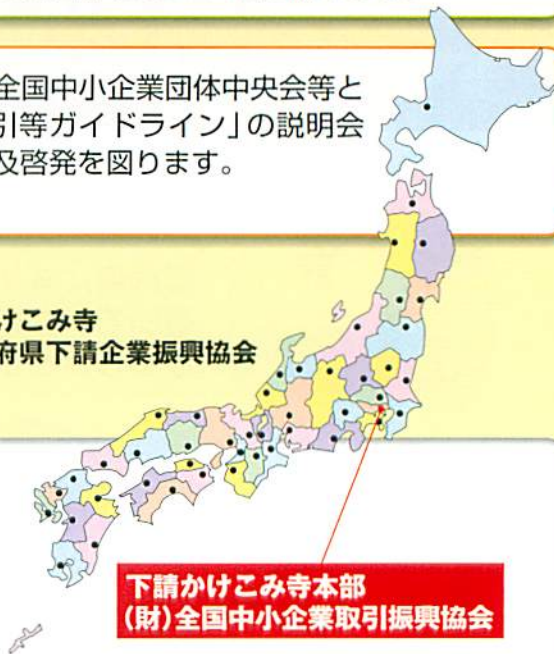 全国中小企業団体中央会等と
引等ガイドライン」の説明会
及啓発を図ります。
けこみ寺
府県下請企業振興協会
下請かけこみ寺本部
(財)全国中小企業取引振興協会